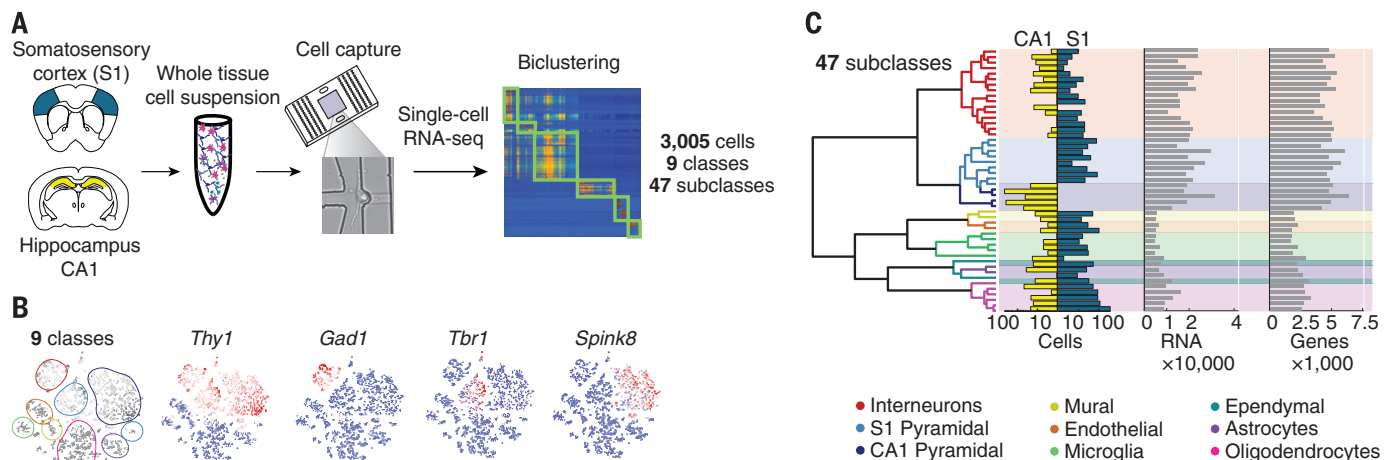 A
Somatosensory
cortex (S1)
Whole tissue
cell suspension
Cell capture
Single-cell
RNA-seq
Biclustering
3,005 cells
9 classes
47 subclasses
Hippocampus
CA1
B
9 classes
Thy1
Gad1
Tbr1
Spink8
C
47 subclasses
CA1 S1
100 10 10 100
Cells
0 1 2 4
RNA
×10,000
0 2.5 5 7.5
Genes
×1,000
Interneurons
S1 Pyramidal
CA1 Pyramidal
Mural
Endothelial
Microglia
Ependymal
Astrocytes
Oligodendrocytes